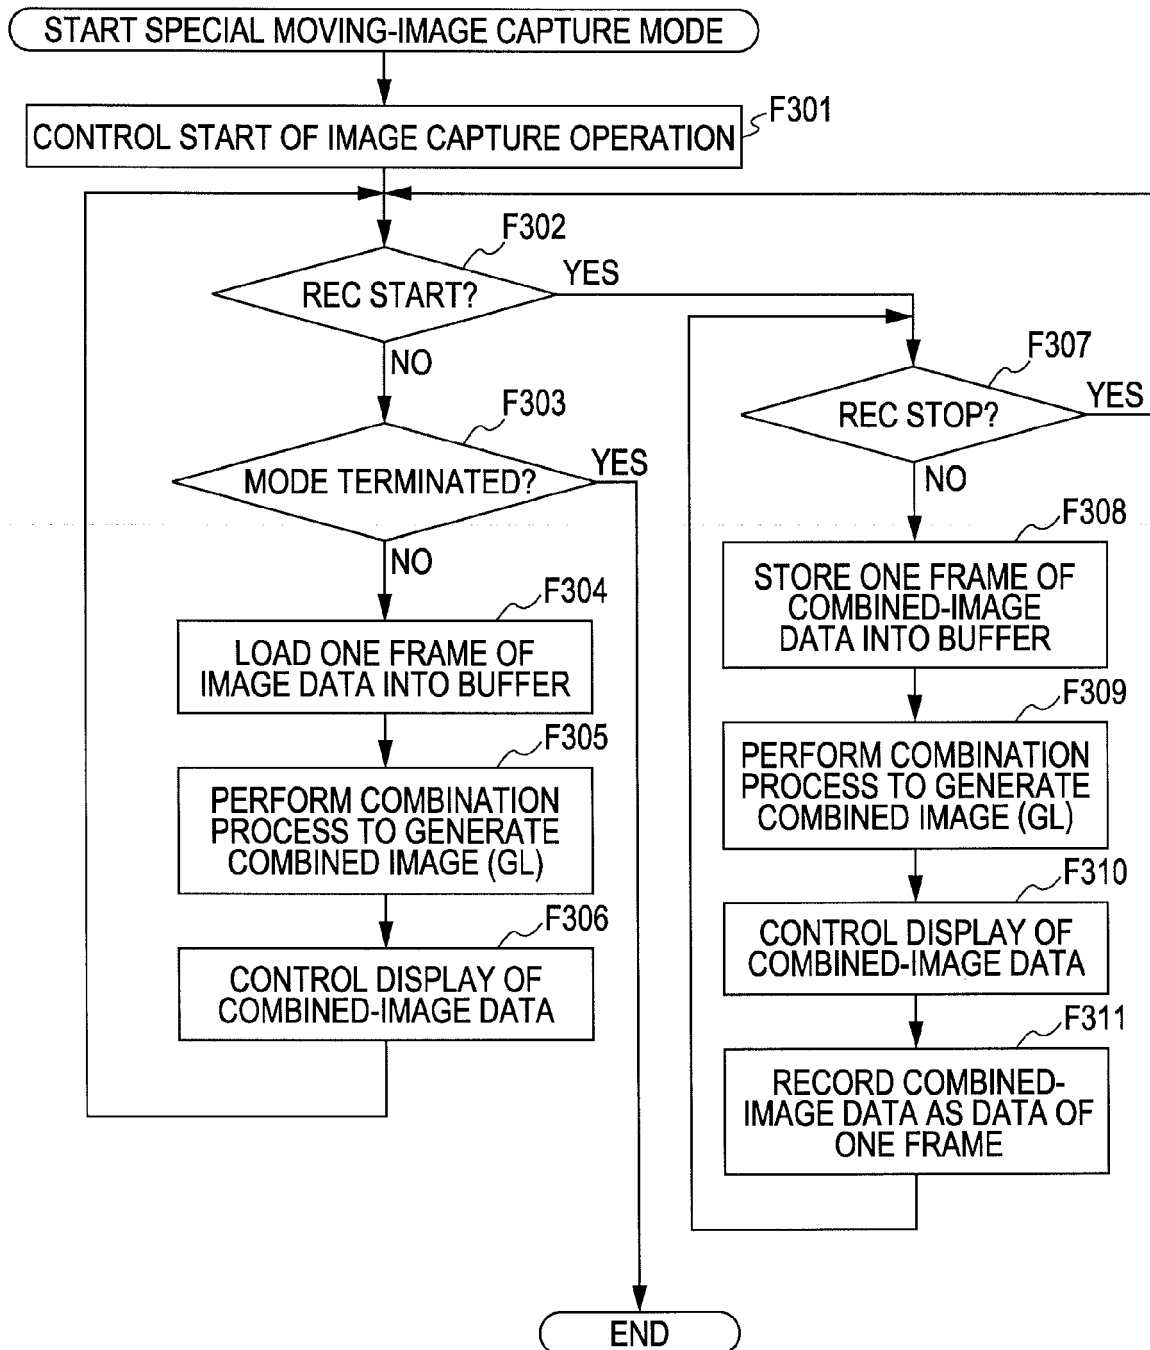 START SPECIAL MOVING-IMAGE CAPTURE MODE
F301
CONTROL START OF IMAGE CAPTURE OPERATION
F302
REC START?
YES
NO
F303
MODE TERMINATED?
YES
NO
F304
LOAD ONE FRAME OF
IMAGE DATA INTO BUFFER
F305
PERFORM COMBINATION
PROCESS TO GENERATE
COMBINED IMAGE (GL)
F306
CONTROL DISPLAY OF
COMBINED-IMAGE DATA
F307
REC STOP?
YES
NO
F308
STORE ONE FRAME OF
COMBINED-IMAGE
DATA INTO BUFFER
F309
PERFORM COMBINATION
PROCESS TO GENERATE
COMBINED IMAGE (GL)
F310
CONTROL DISPLAY OF
COMBINED-IMAGE DATA
F311
RECORD COMBINED-
IMAGE DATA AS DATA OF
ONE FRAME
END